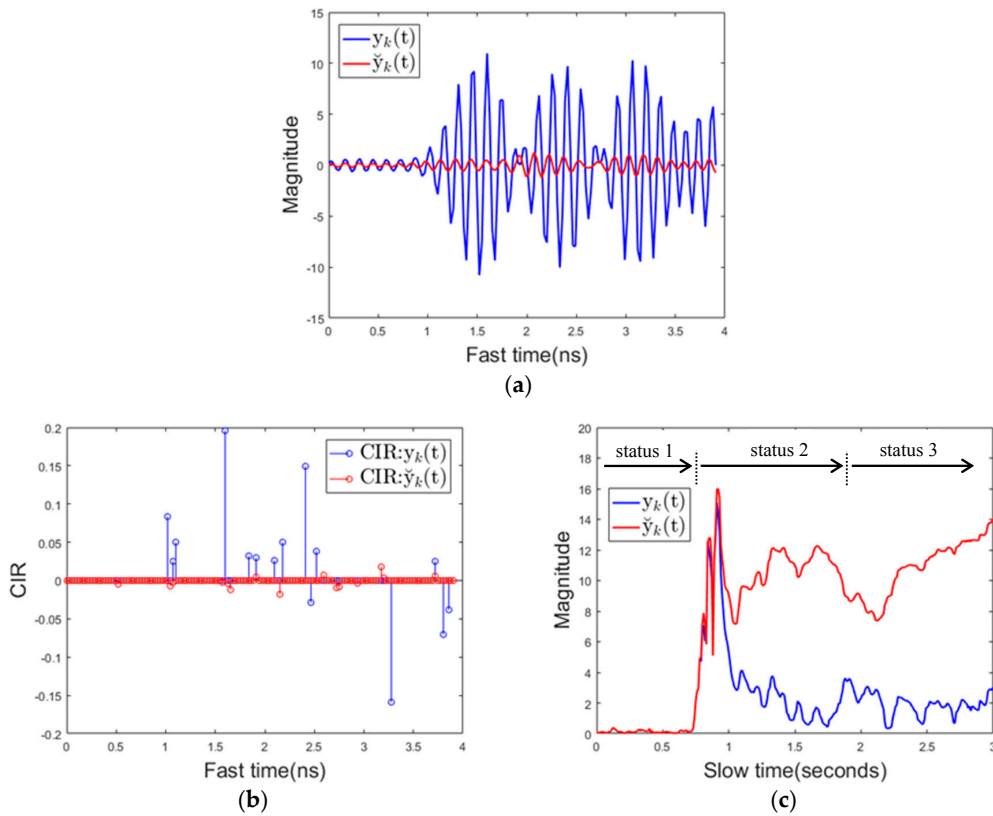 15
10
5
0
-5
-10
-15
Magnitude
y_k(t)
y̆_k(t)
0 0.5 1 1.5 2 2.5 3 3.5 4
Fast time(ns)
(a)
0.2
0.15
0.1
0.05
0
-0.05
-0.1
-0.15
-0.2
CIR
CIR:y_k(t)
CIR:y̆_k(t)
0 0.5 1 1.5 2 2.5 3 3.5 4
Fast time(ns)
(b)
20
18
16
14
12
10
8
6
4
2
0
Magnitude
status 1 status 2 status 3
y_k(t)
y̆_k(t)
0 0.5 1 1.5 2 2.5 3
Slow time(seconds)
(c)